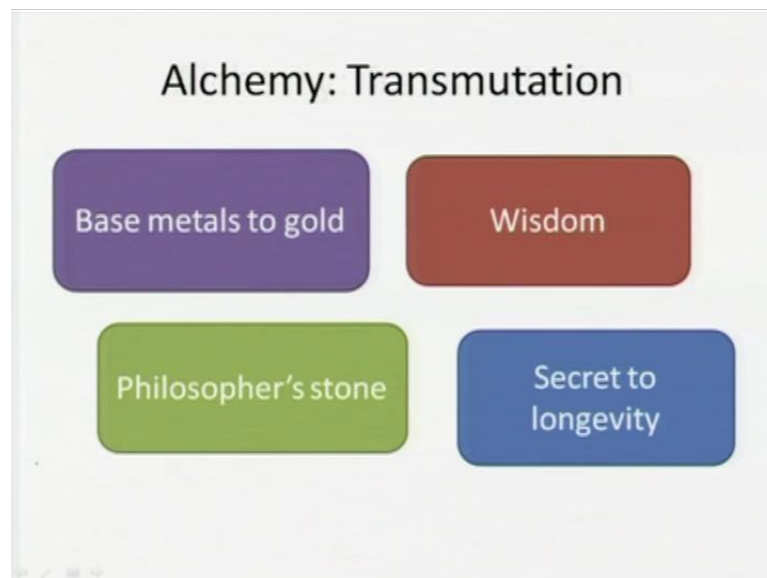 Alchemy: Transmutation
Base metals to gold
Wisdom
Philosopher's stone
Secret to
longevity